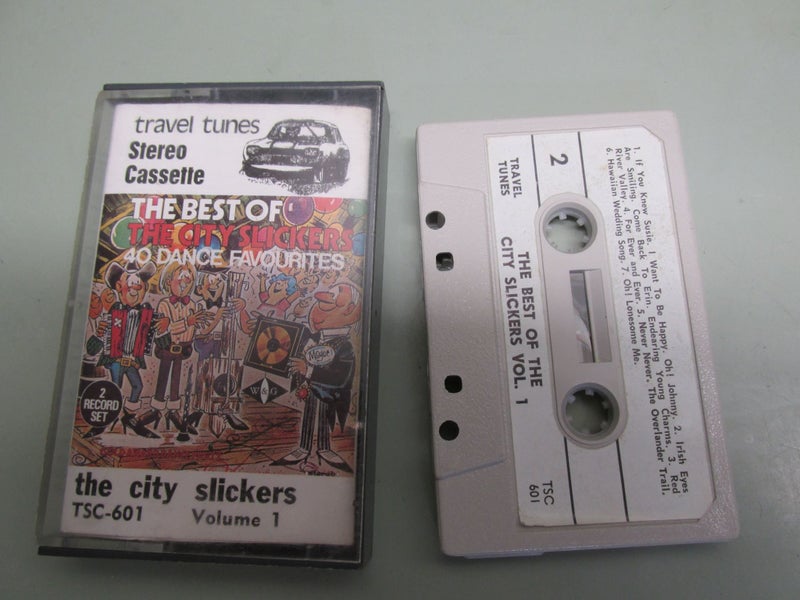 travel tunes
Stereo
Cassette
THE BEST OF
THE CITY SLICKERS
40 DANCE FAVOURITES
Mayor
W&G
2
RECORD
SET
the city slickers
TSC-601 Volume 1
2
TRAVEL
TUNES
THE BEST OF THE
CITY SLICKERS VOL. 1
TSC
601
1. If You Knew Susie. I Want To Be Happy. Oh! Johnny. 2. Irish Eyes
Are Smiling. Come Back To Erin. Endearing Young Charms. 3. Red
River Valley. 4. For Ever and Ever. 5. Never Never. The Overlander Trail.
6. Hawaiian Wedding Song. 7. Oh! Lonesome Me.